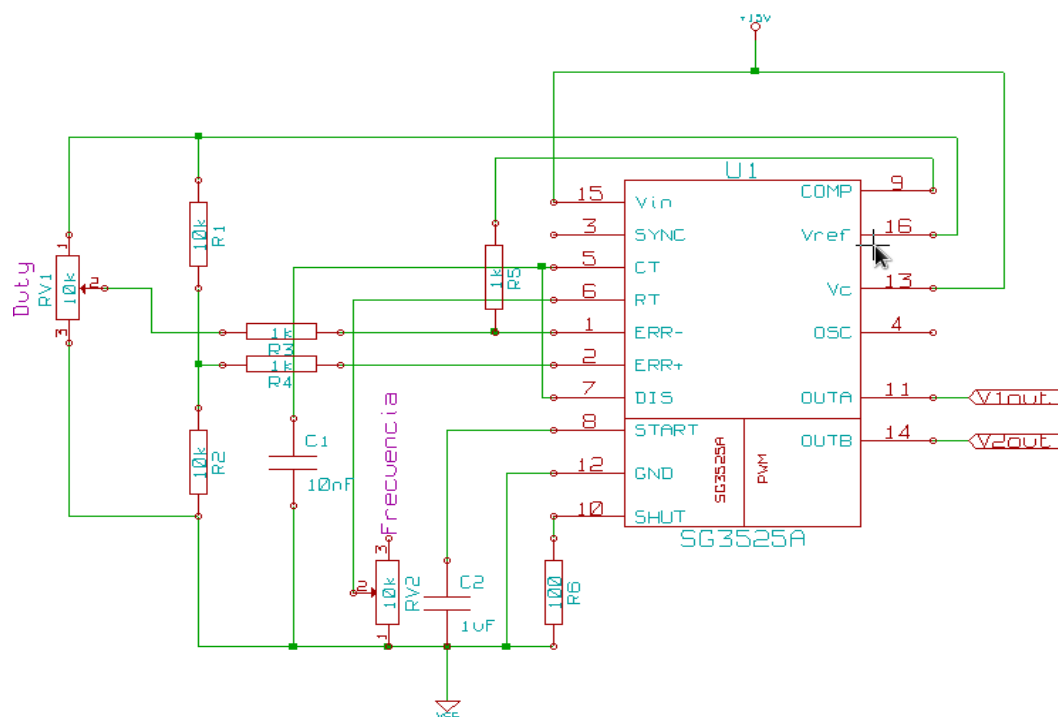 +15V
U1
15 Vin
3 SYNC
5 CT
6 RT
1 ERR-
2 ERR+
7 DIS
8 START
12 GND
10 SHUT
COMP 9
Vref 16
Vc 13
OSC 4
OUTA 11
OUTB 14
V1out
V2out
SG3525A
PWM
SG3525A
Duty
RV1
10k
1
2
3
10k
R1
10k
R2
1k
R3
1k
R4
1k
R5
C1
10nF
Frecuencia
3
2
10k
RV2
1
C2
1uF
100
R6